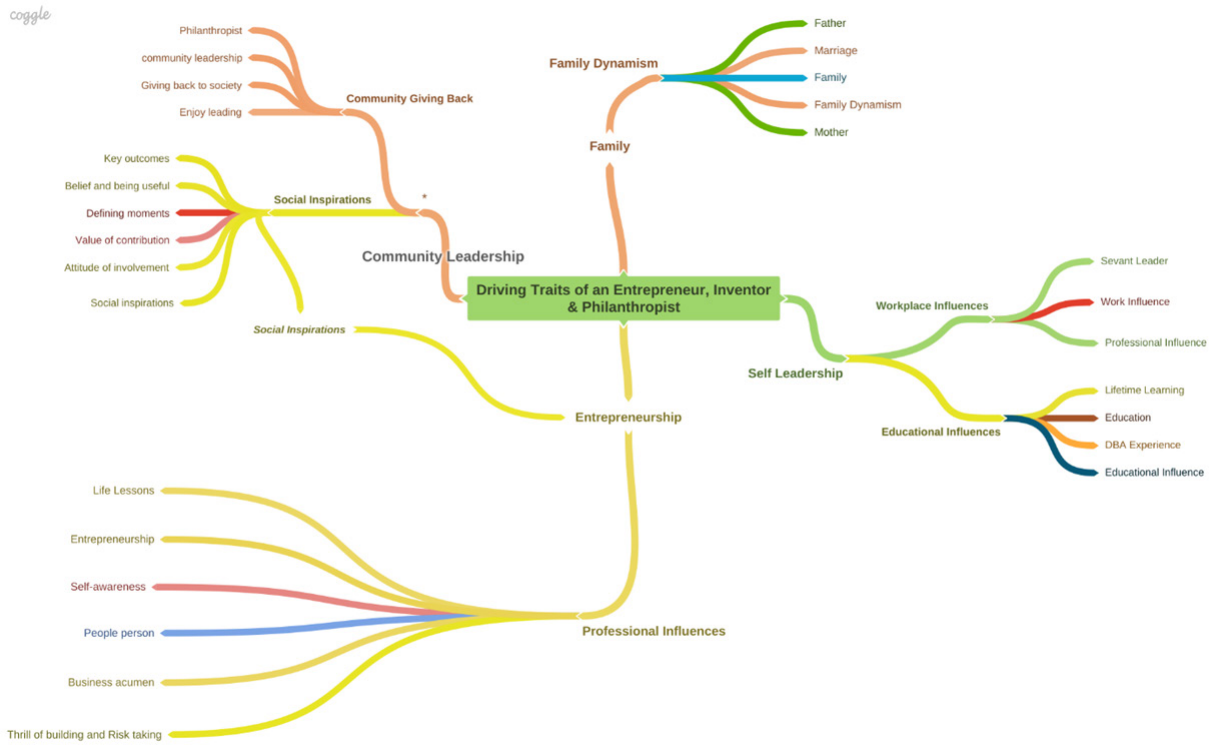 coggle
Philanthropist
community leadership
Giving back to society
Enjoy leading
Community Giving Back
Key outcomes
Belief and being useful
Defining moments
Value of contribution
Attitude of involvement
Social inspirations
Social Inspirations
*
Community Leadership
Social Inspirations
Family Dynamism
Father
Marriage
Family
Family Dynamism
Mother
Family
Driving Traits of an Entrepreneur, Inventor
& Philanthropist
Workplace Influences
Sevant Leader
Work Influence
Professional Influence
Self Leadership
Educational Influences
Lifetime Learning
Education
DBA Experience
Educational Influence
Entrepreneurship
Life Lessons
Entrepreneurship
Self-awareness
People person
Business acumen
Thrill of building and Risk taking
Professional Influences